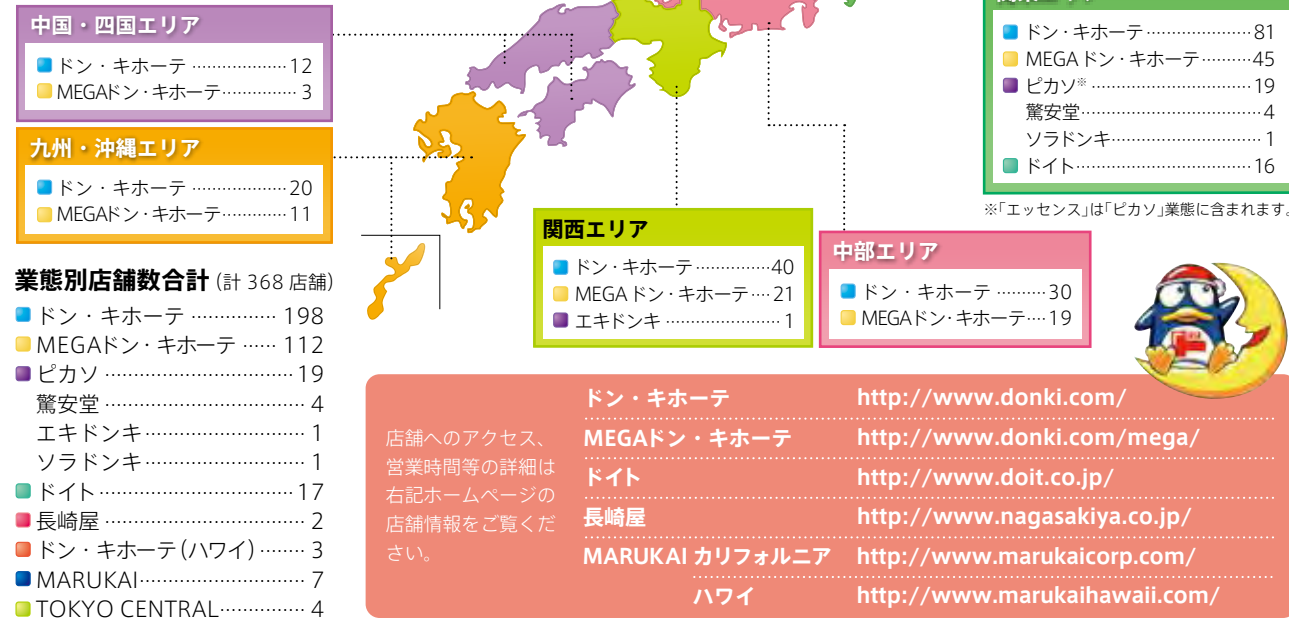 中国・四国エリア
ドン・キホーテ ………………12
MEGAドン・キホーテ…………… 3
九州・沖縄エリア
ドン・キホーテ ………………20
MEGAドン・キホーテ…………11
業態別店舗数合計 (計 368 店舗)
ドン・キホーテ …………… 198
MEGAドン・キホーテ …… 112
ピカソ ……………………………19
驚安堂 …………………………… 4
エキドンキ……………………… 1
ソラドンキ……………………… 1
ドイト……………………………17
長崎屋 …………………………… 2
ドン・キホーテ(ハワイ)……… 3
MARUKAI……………………… 7
TOKYO CENTRAL…………… 4
関西エリア
ドン・キホーテ……………40
MEGAドン・キホーテ…・21
エキドンキ ………………… 1
中部エリア
ドン・キホーテ ………30
MEGAドン・キホーテ…・19
ドン・キホーテ…………………81
MEGAドン・キホーテ………45
ピカソ※ …………………………19
驚安堂……………………………4
ソラドンキ……………………… 1
ドイト……………………………16
※「エッセンス」は「ピカソ」業態に含まれます。
店舗へのアクセス、
営業時間等の詳細は
右記ホームページの
店舗情報をご覧くだ
さい。
ドン・キホーテ http://www.donki.com/
MEGAドン・キホーテ http://www.donki.com/mega/
ドイト http://www.doit.co.jp/
長崎屋 http://www.nagasakiya.co.jp/
MARUKAI カリフォルニア http://www.marukaicorp.com/
ハワイ http://www.marukaihawaii.com/